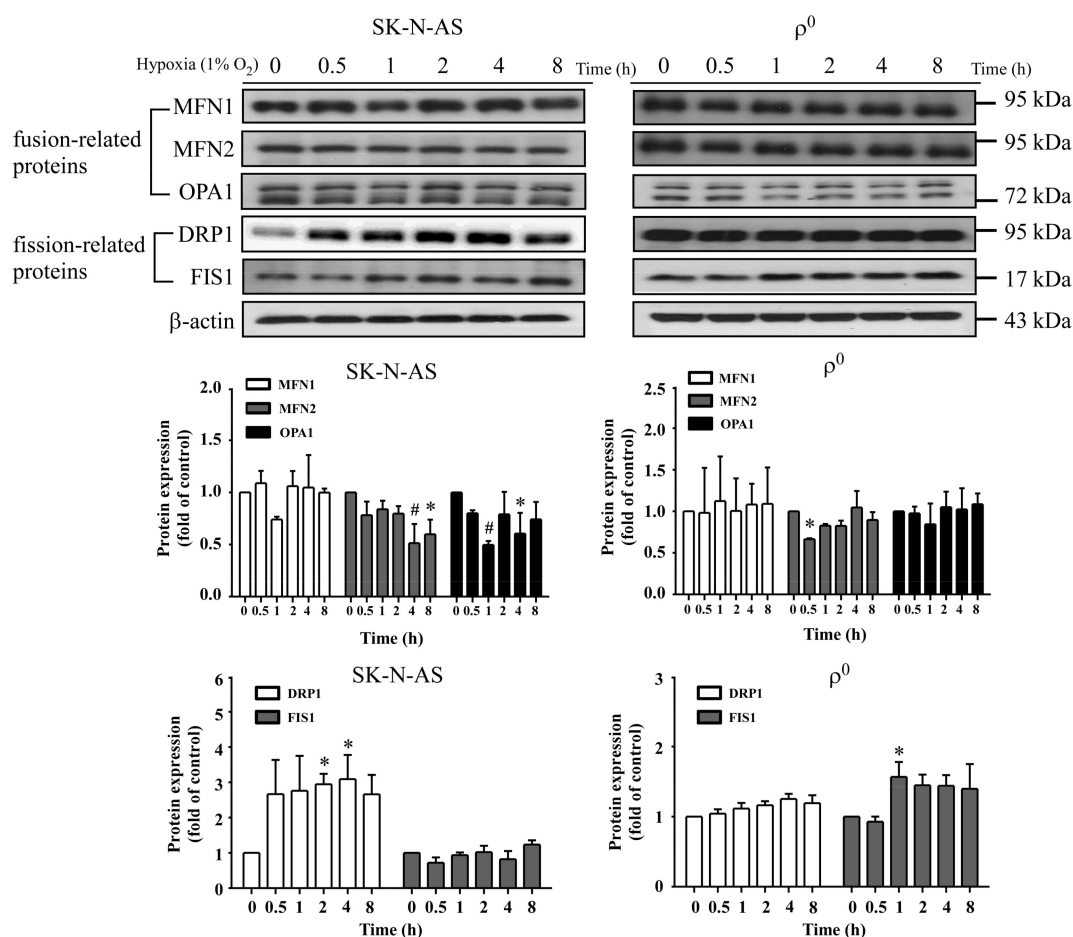 SK-N-AS
ρ⁰
Hypoxia (1% O₂) 0 0.5 1 2 4 8 Time (h)
0 0.5 1 2 4 8 Time (h)
fusion-related proteins
MFN1
95 kDa
MFN2
95 kDa
OPA1
72 kDa
fission-related proteins
DRP1
95 kDa
FIS1
17 kDa
β-actin
43 kDa
SK-N-AS
MFN1
MFN2
OPA1
Protein expression
(fold of control)
2.0
1.5
1.0
0.5
0.0
# * # *
0 0.5 1 2 4 8 0 0.5 1 2 4 8 0 0.5 1 2 4 8
Time (h)
ρ⁰
MFN1
MFN2
OPA1
Protein expression
(fold of control)
2.5
2.0
1.5
1.0
0.5
0.0
*
0 0.5 1 2 4 8 0 0.5 1 2 4 8 0 0.5 1 2 4 8
Time (h)
SK-N-AS
DRP1
FIS1
Protein expression
(fold of control)
6
5
4
3
2
1
0
* *
0 0.5 1 2 4 8 0 0.5 1 2 4 8
Time (h)
ρ⁰
DRP1
FIS1
Protein expression
(fold of control)
3
2
1
0
*
0 0.5 1 2 4 8 0 0.5 1 2 4 8
Time (h)